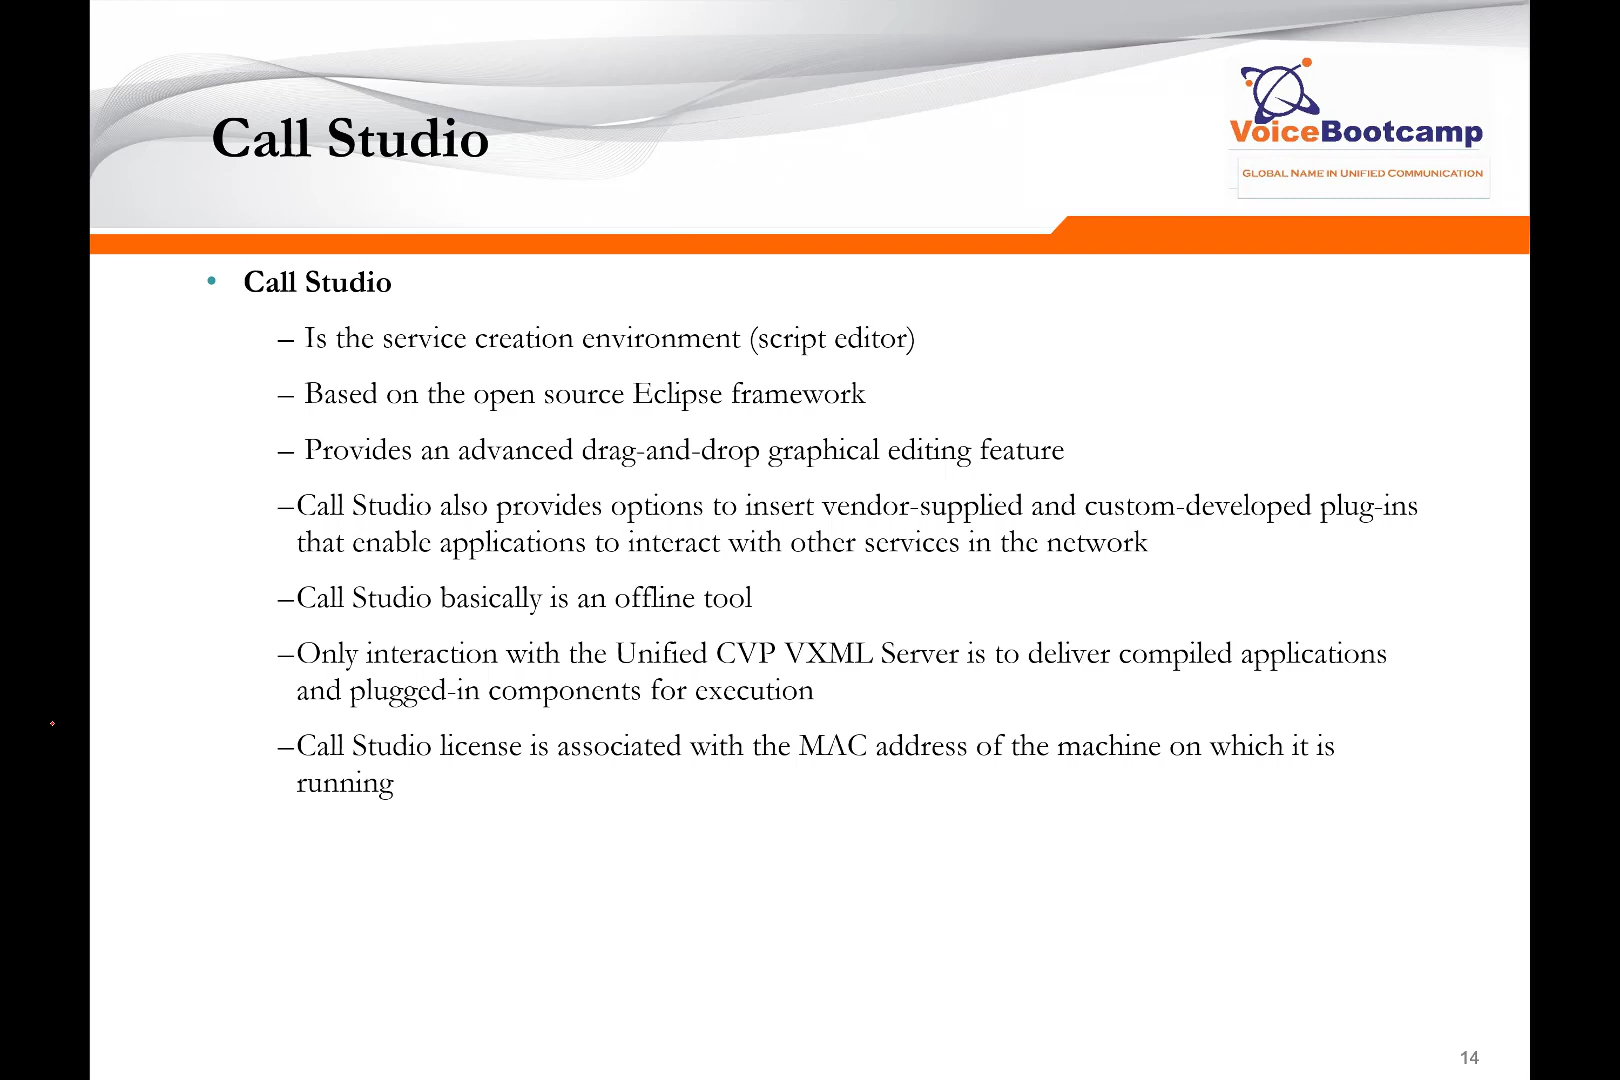 Call Studio
VoiceBootcamp
GLOBAL NAME IN UNIFIED COMMUNICATION
• Call Studio
– Is the service creation environment (script editor)
– Based on the open source Eclipse framework
– Provides an advanced drag-and-drop graphical editing feature
–Call Studio also provides options to insert vendor-supplied and custom-developed plug-ins
that enable applications to interact with other services in the network
–Call Studio basically is an offline tool
–Only interaction with the Unified CVP VXML Server is to deliver compiled applications
and plugged-in components for execution
–Call Studio license is associated with the MAC address of the machine on which it is
running
14